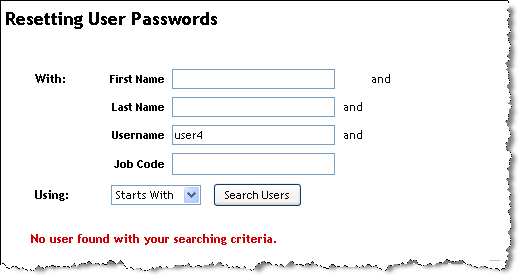 Resetting User Passwords
With: First Name and
Last Name and
Username user4 and
Job Code
Using: Starts With Search Users
No user found with your searching criteria.